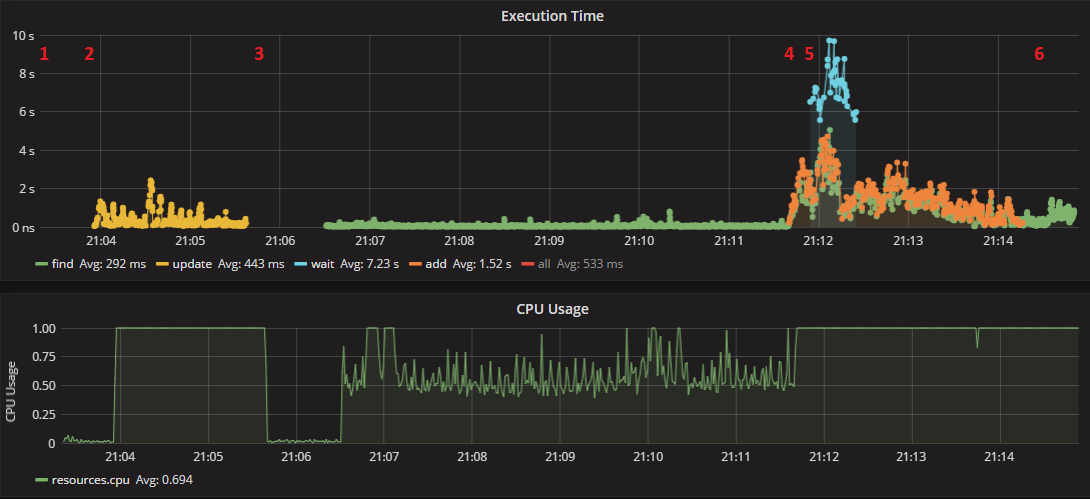 Execution Time
10 s
1 2 3 4 5 6
8 s
6 s
4 s
2 s
0 ns
21:04 21:05 21:06 21:07 21:08 21:09 21:10 21:11 21:12 21:13 21:14
find Avg: 292 ms update Avg: 443 ms wait Avg: 7.23 s add Avg: 1.52 s all Avg: 533 ms
CPU Usage
1.00
0.75
0.50
0.25
0
CPU Usage
21:04 21:05 21:06 21:07 21:08 21:09 21:10 21:11 21:12 21:13 21:14
resources.cpu Avg: 0.694